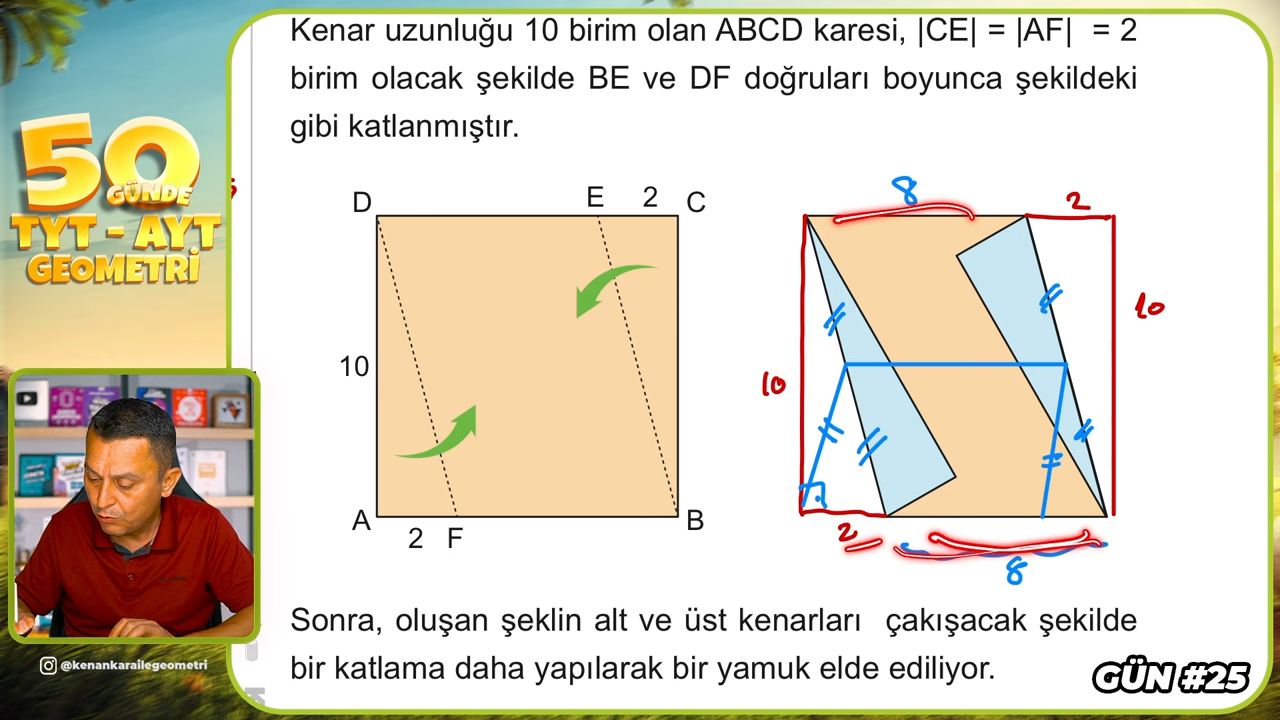 Kenar uzunluğu 10 birim olan ABCD karesi, |CE| = |AF| = 2
birim olacak şekilde BE ve DF doğruları boyunca şekildeki
gibi katlanmıştır.
50
GÜNDE
TYT - AYT
GEOMETRİ
D E 2 C
10
A 2 F B
8
2
10
10
2
8
Sonra, oluşan şeklin alt ve üst kenarları çakışacak şekilde
bir katlama daha yapılarak bir yamuk elde ediliyor.
@kenankarailegeometri
GÜN #25